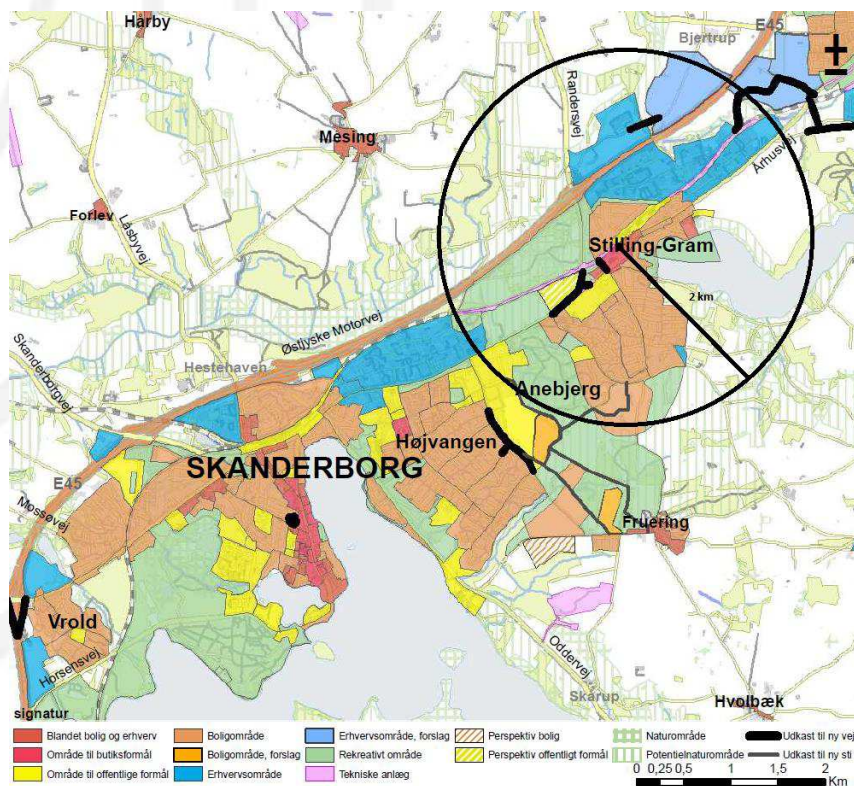 Hårby
E45
Bjertrup
Randersvej
Mesing
Århusvej
Forlev
Låsbyvej
Stilling-Gram
2 km
Østjyske Motorvej
Skanderborgvej
Hestehaven
Anebjerg
Højvangen
SKANDERBORG
E45
Mossøvej
Fruering
Vrold
Horsensvej
Oddervej
Skårup
Hvolbæk
signatur
Blandet bolig og erhverv
Boligområde
Erhvervsområde, forslag
Perspektiv bolig
Naturområde
Udkast til ny vej
Område til butiksformål
Boligområde, forslag
Rekreativt område
Perspektiv offentligt formål
Potentielnaturområde
Udkast til ny sti
Område til offentlige formål
Erhvervsområde
Tekniske anlæg
0 0,25 0,5 1 1,5 2
Km